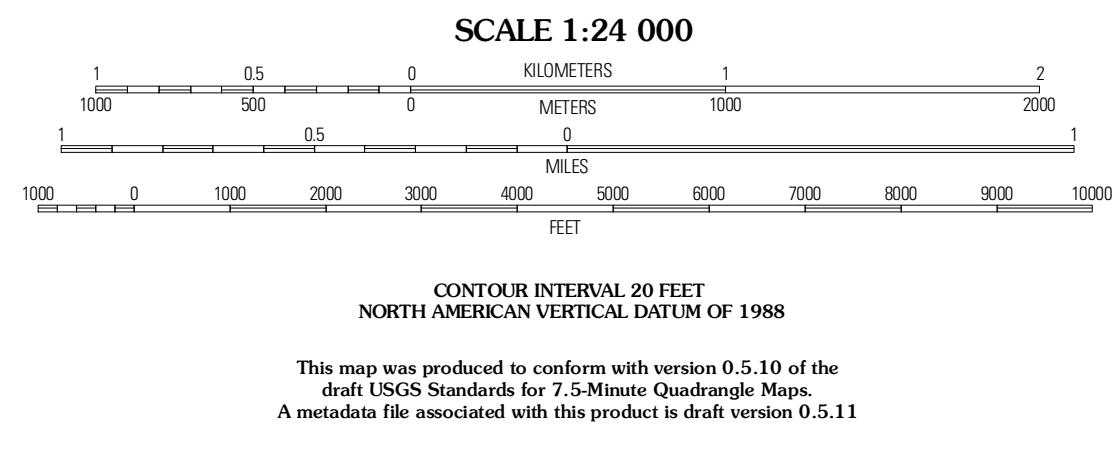 SCALE 1:24 000
1 0.5 0 KILOMETERS 1 2
1000 500 0 METERS 1000 2000
1 0.5 0 1
MILES
1000 0 1000 2000 3000 4000 5000 6000 7000 8000 9000 10000
FEET
CONTOUR INTERVAL 20 FEET
NORTH AMERICAN VERTICAL DATUM OF 1988
This map was produced to conform with version 0.5.10 of the
draft USGS Standards for 7.5-Minute Quadrangle Maps.
A metadata file associated with this product is draft version 0.5.11